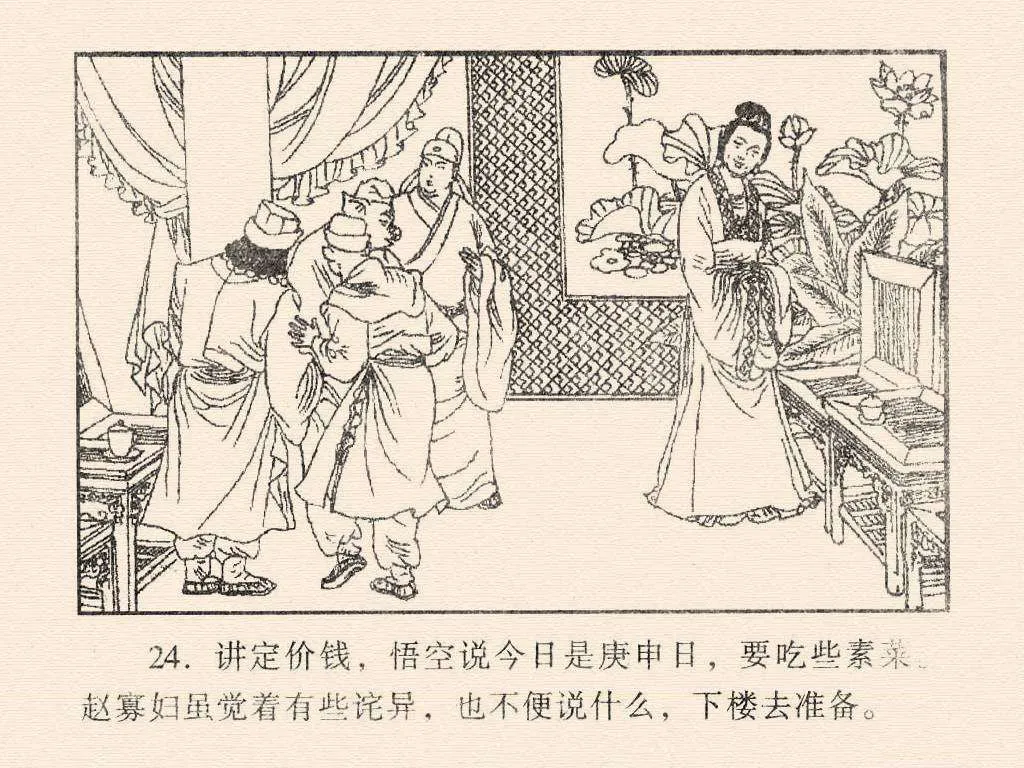 24. 讲定价钱，悟空说今日是庚申日，要吃些素菜。
赵寡妇虽觉着有些诧异，也不便说什么，下楼去准备。